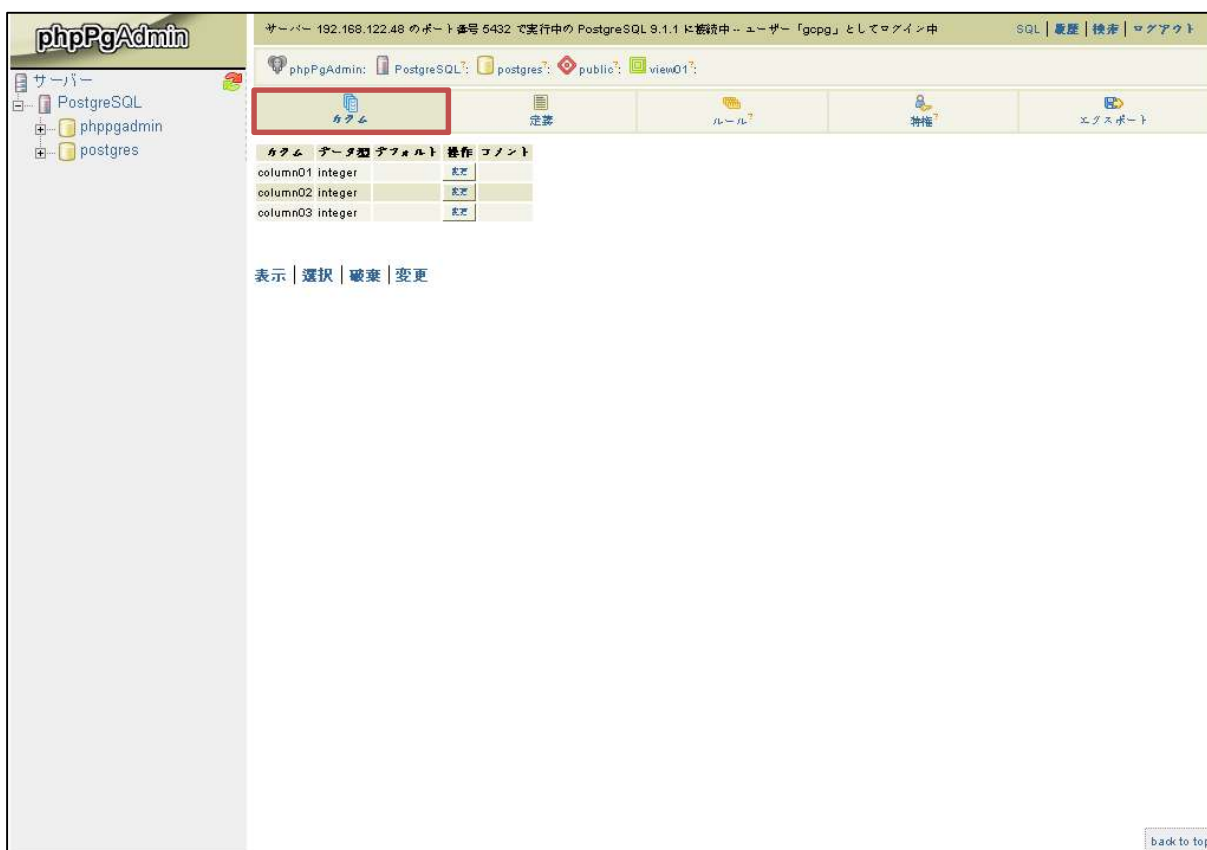 phpPgAdmin
サーバー 192.168.122.48 のポート番号 5432 で実行中の PostgreSQL 9.1.1 に接続中 -- ユーザー「gopg」としてログイン中
SQL | 履歴 | 検索 | ログアウト
phpPgAdmin: PostgreSQL?: postgres?: public?: view01?:
サーバー
PostgreSQL
phppgadmin
postgres
カラム 定義 ルール? 特権? エクスポート
カラム データ型 デフォルト 操作 コメント
column01 integer 変更
column02 integer 変更
column03 integer 変更
表示 | 選択 | 破棄 | 変更
back to top